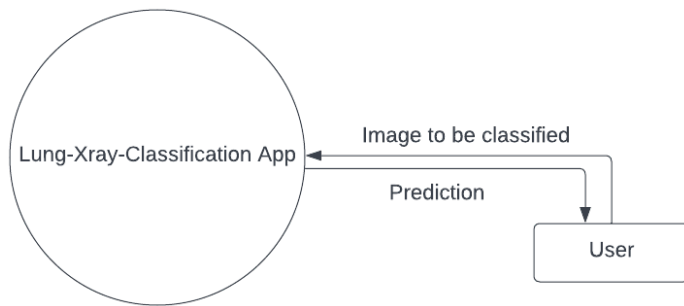 Lung-Xray-Classification App
Image to be classified
Prediction
User